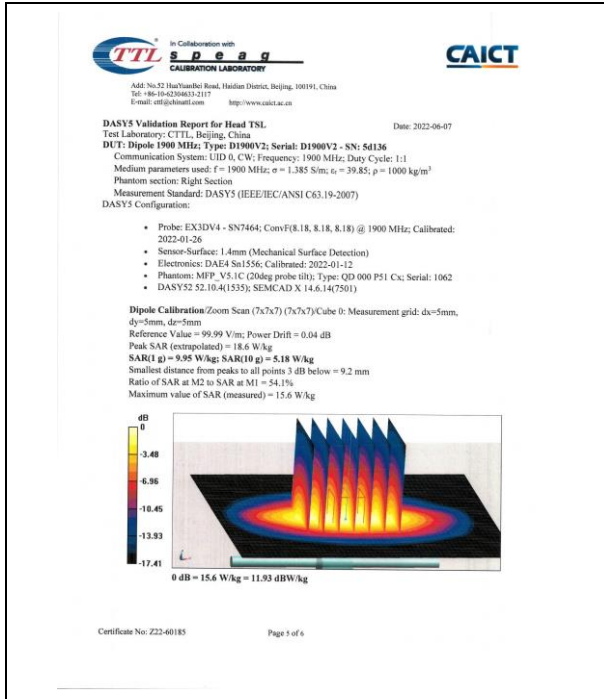 TTL
In Collaboration with
s p e a g
CALIBRATION LABORATORY
CAICT
Add: No.52 HuaYuanBei Road, Haidian District, Beijing, 100191, China
Tel: +86-10-62304633-2117
E-mail: cttl@chinattl.com http://www.caict.ac.cn
DASY5 Validation Report for Head TSL Date: 2022-06-07
Test Laboratory: CTTL, Beijing, China
DUT: Dipole 1900 MHz; Type: D1900V2; Serial: D1900V2 - SN: 5d136
Communication System: UID 0, CW; Frequency: 1900 MHz; Duty Cycle: 1:1
Medium parameters used: f = 1900 MHz; σ = 1.385 S/m; εr = 39.85; ρ = 1000 kg/m³
Phantom section: Right Section
Measurement Standard: DASY5 (IEEE/IEC/ANSI C63.19-2007)
DASY5 Configuration:
• Probe: EX3DV4 - SN7464; ConvF(8.18, 8.18, 8.18) @ 1900 MHz; Calibrated:
2022-01-26
• Sensor-Surface: 1.4mm (Mechanical Surface Detection)
• Electronics: DAE4 Sn1556; Calibrated: 2022-01-12
• Phantom: MFP_V5.1C (20deg probe tilt); Type: QD 000 P51 Cx; Serial: 1062
• DASY52 52.10.4(1535); SEMCAD X 14.6.14(7501)
Dipole Calibration/Zoom Scan (7x7x7) (7x7x7)/Cube 0: Measurement grid: dx=5mm,
dy=5mm, dz=5mm
Reference Value = 99.99 V/m; Power Drift = 0.04 dB
Peak SAR (extrapolated) = 18.6 W/kg
SAR(1 g) = 9.95 W/kg; SAR(10 g) = 5.18 W/kg
Smallest distance from peaks to all points 3 dB below = 9.2 mm
Ratio of SAR at M2 to SAR at M1 = 54.1%
Maximum value of SAR (measured) = 15.6 W/kg
dB
0
-3.48
-6.96
-10.45
-13.93
-17.41
0 dB = 15.6 W/kg = 11.93 dBW/kg
Certificate No: Z22-60185 Page 5 of 6